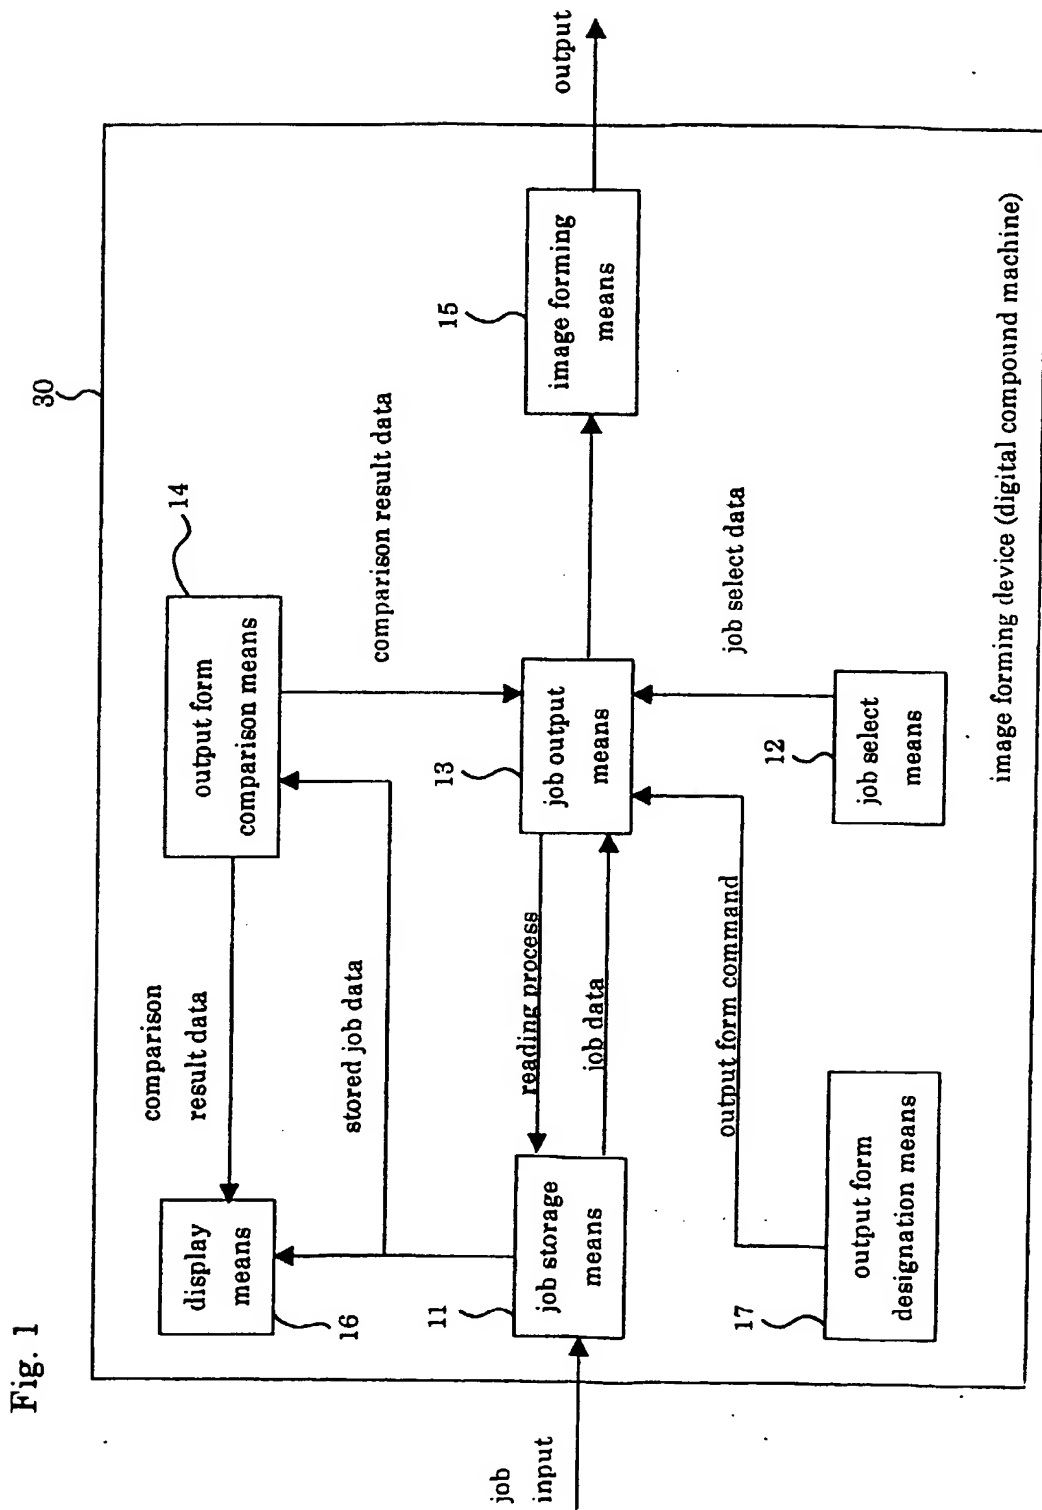 Fig. 1
30
job
input
output
display
means
16
comparison
result data
output form
comparison means
14
stored job data
comparison result data
job storage
means
11
reading process
job data
job output
means
13
image forming
means
15
output form command
job select data
output form
designation means
17
job select
means
12
image forming device (digital compound machine)